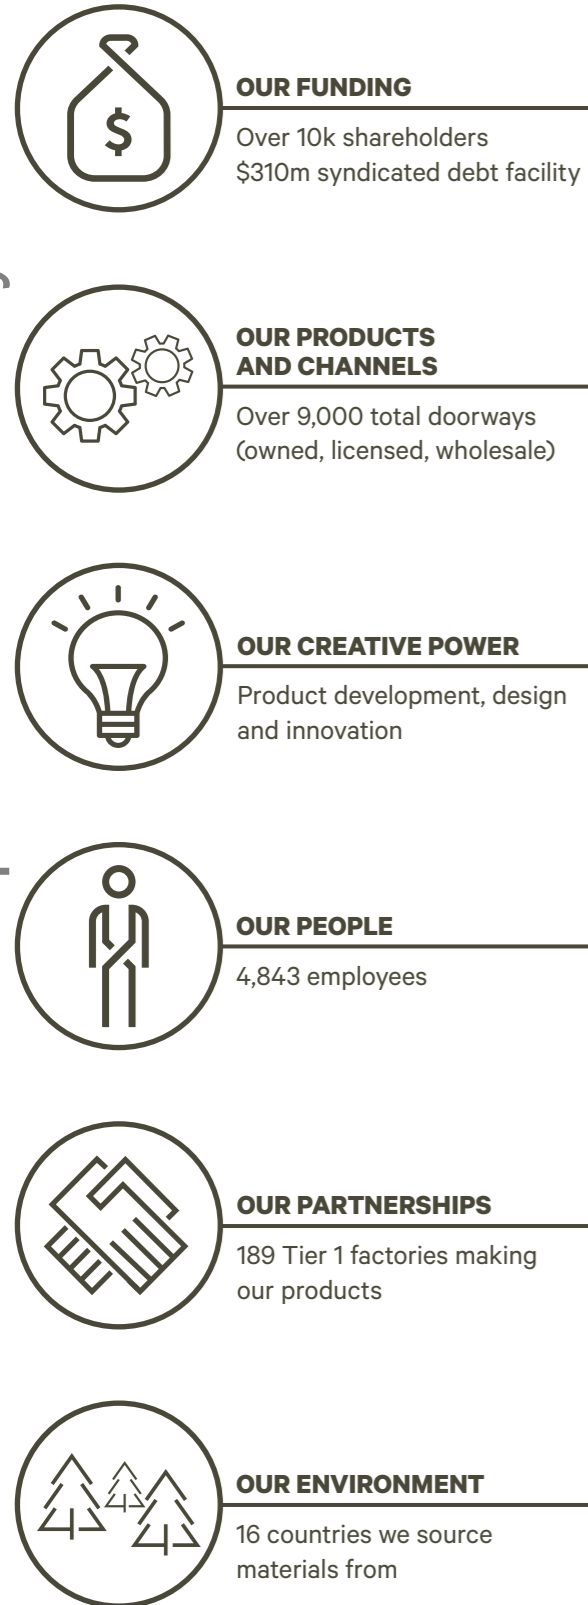 $
OUR FUNDING
Over 10k shareholders
$310m syndicated debt facility
OUR PRODUCTS
AND CHANNELS
Over 9,000 total doorways
(owned, licensed, wholesale)
OUR CREATIVE POWER
Product development, design
and innovation
OUR PEOPLE
4,843 employees
OUR PARTNERSHIPS
189 Tier 1 factories making
our products
OUR ENVIRONMENT
16 countries we source
materials from